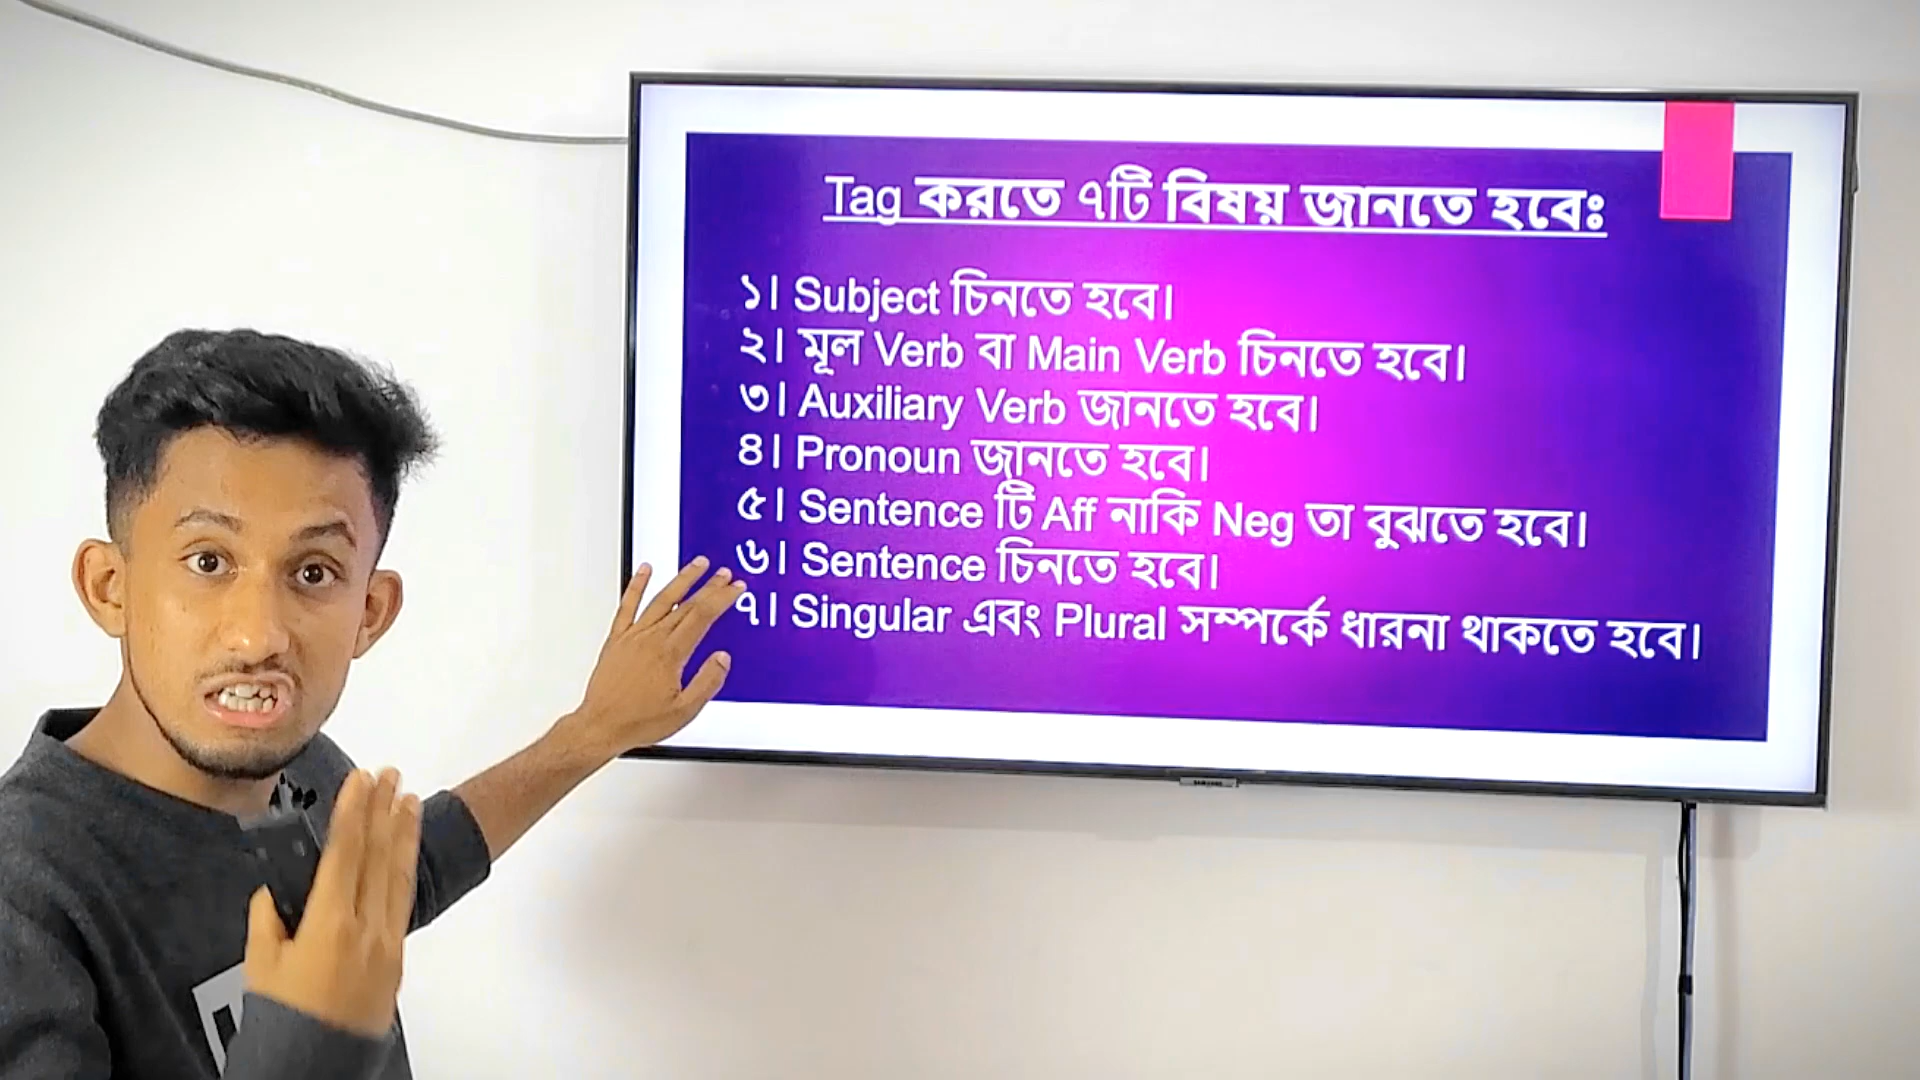 Tag করতে ৭টি বিষয় জানতে হবেঃ
১। Subject চিনতে হবে।
২। মূল Verb বা Main Verb চিনতে হবে।
৩। Auxiliary Verb জানতে হবে।
৪। Pronoun জানতে হবে।
৫। Sentence টি Aff নাকি Neg তা বুঝতে হবে।
৬। Sentence চিনতে হবে।
৭। Singular এবং Plural সম্পর্কে ধারনা থাকতে হবে।
SAMSUNG